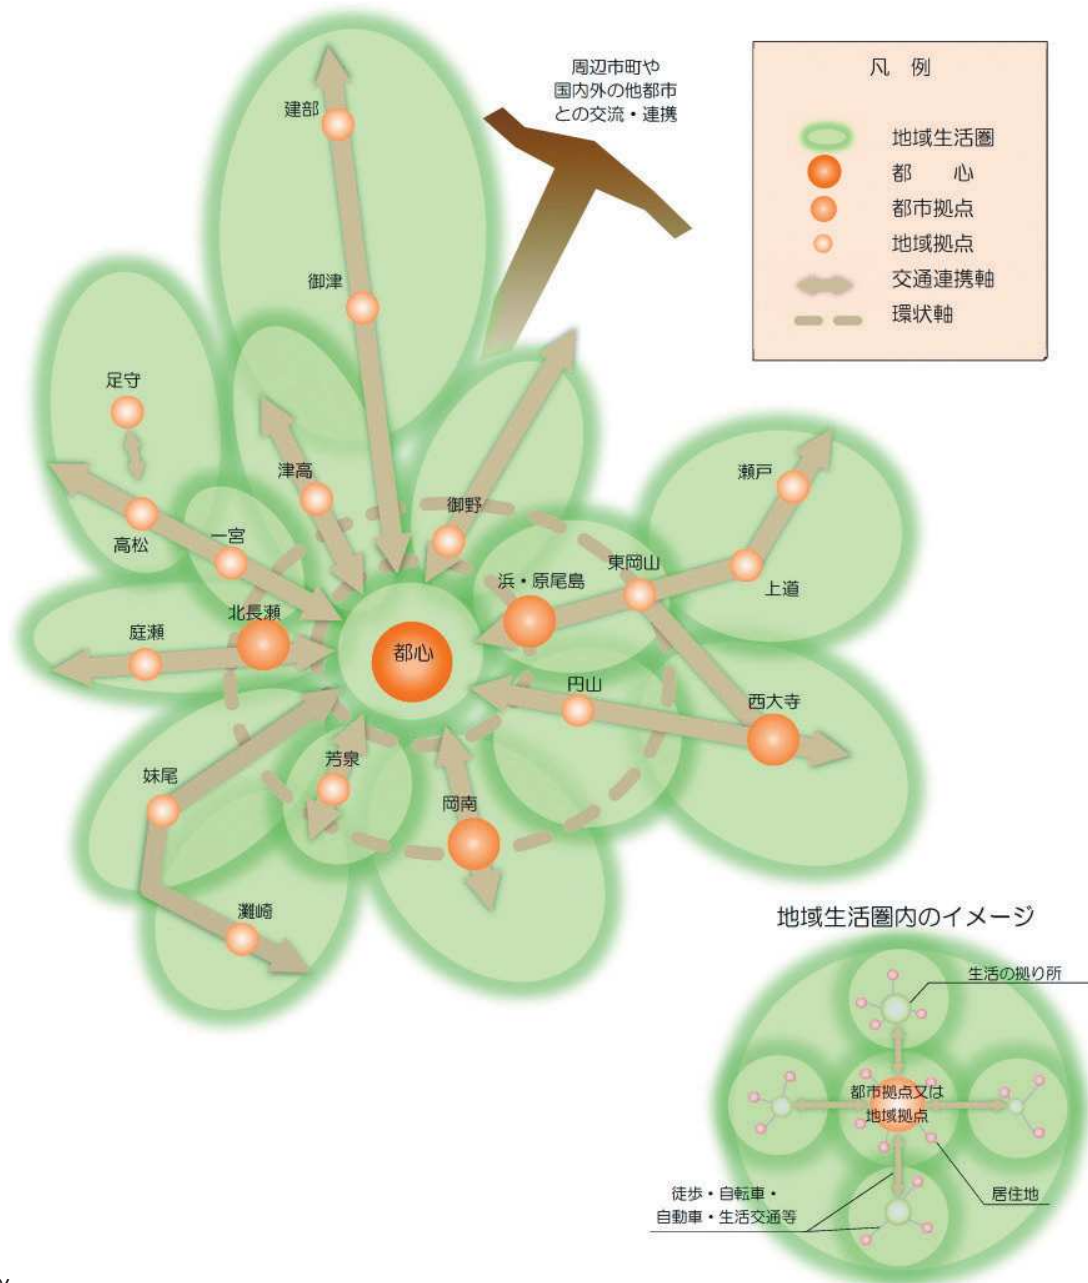 周辺市町や
国内外の他都市
との交流・連携
凡　例
地域生活圏
都　　心
都市拠点
地域拠点
交通連携軸
環状軸
建部
御津
足守
津高
御野
瀬戸
高松
一宮
浜・原尾島
東岡山
上道
北長瀬
庭瀬
都心
円山
西大寺
妹尾
芳泉
岡南
灘崎
地域生活圏内のイメージ
生活の拠り所
都市拠点又は
地域拠点
徒歩・自転車・
自動車・生活交通等
居住地